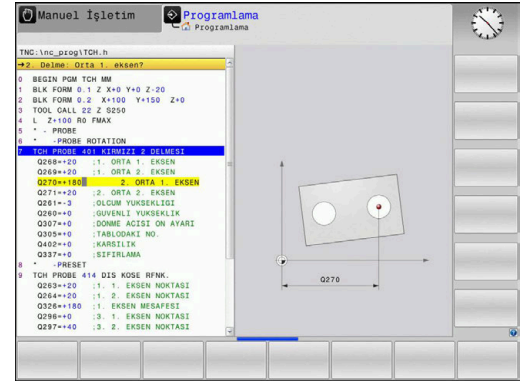 Manuel İşletim
Programlama
Programlama
TNC:\nc_prog\TCH.h
→2. Delme: Orta 1. eksen?
0 BEGIN PGM TCH MM
1 BLK FORM 0.1 Z X+0 Y+0 Z-20
2 BLK FORM 0.2 X+100 Y+150 Z+0
3 TOOL CALL 22 Z S250
4 L Z+100 R0 FMAX
5 * - PROBE
6 * -PROBE ROTATION
7 TCH PROBE 401 KIRMIZI 2 DELMESI
Q268=+20 ;1. ORTA 1. EKSEN
Q269=+20 ;1. ORTA 2. EKSEN
Q270=+180 2. ORTA 1. EKSEN
Q271=+20 ;2. ORTA 2. EKSEN
Q261=-3 ;OLCUM YUKSEKLIGI
Q260=+0 ;GUVENLI YUKSEKLIK
Q307=+0 ;DONME ACISI ON AYARI
Q305=+0 ;TABLODAKI NO.
Q402=+0 ;KARSILIK
Q337=+0 ;SIFIRLAMA
8 * -PRESET
9 TCH PROBE 414 DIS KOSE RFNK.
Q263=+20 ;1. 1. EKSEN NOKTASI
Q264=+20 ;1. 2. EKSEN NOKTASI
Q326=+180 ;1. EKSEN MESAFESI
Q296=+0 ;3. 1. EKSEN NOKTASI
Q297=+40 ;3. 2. EKSEN NOKTASI
Q270